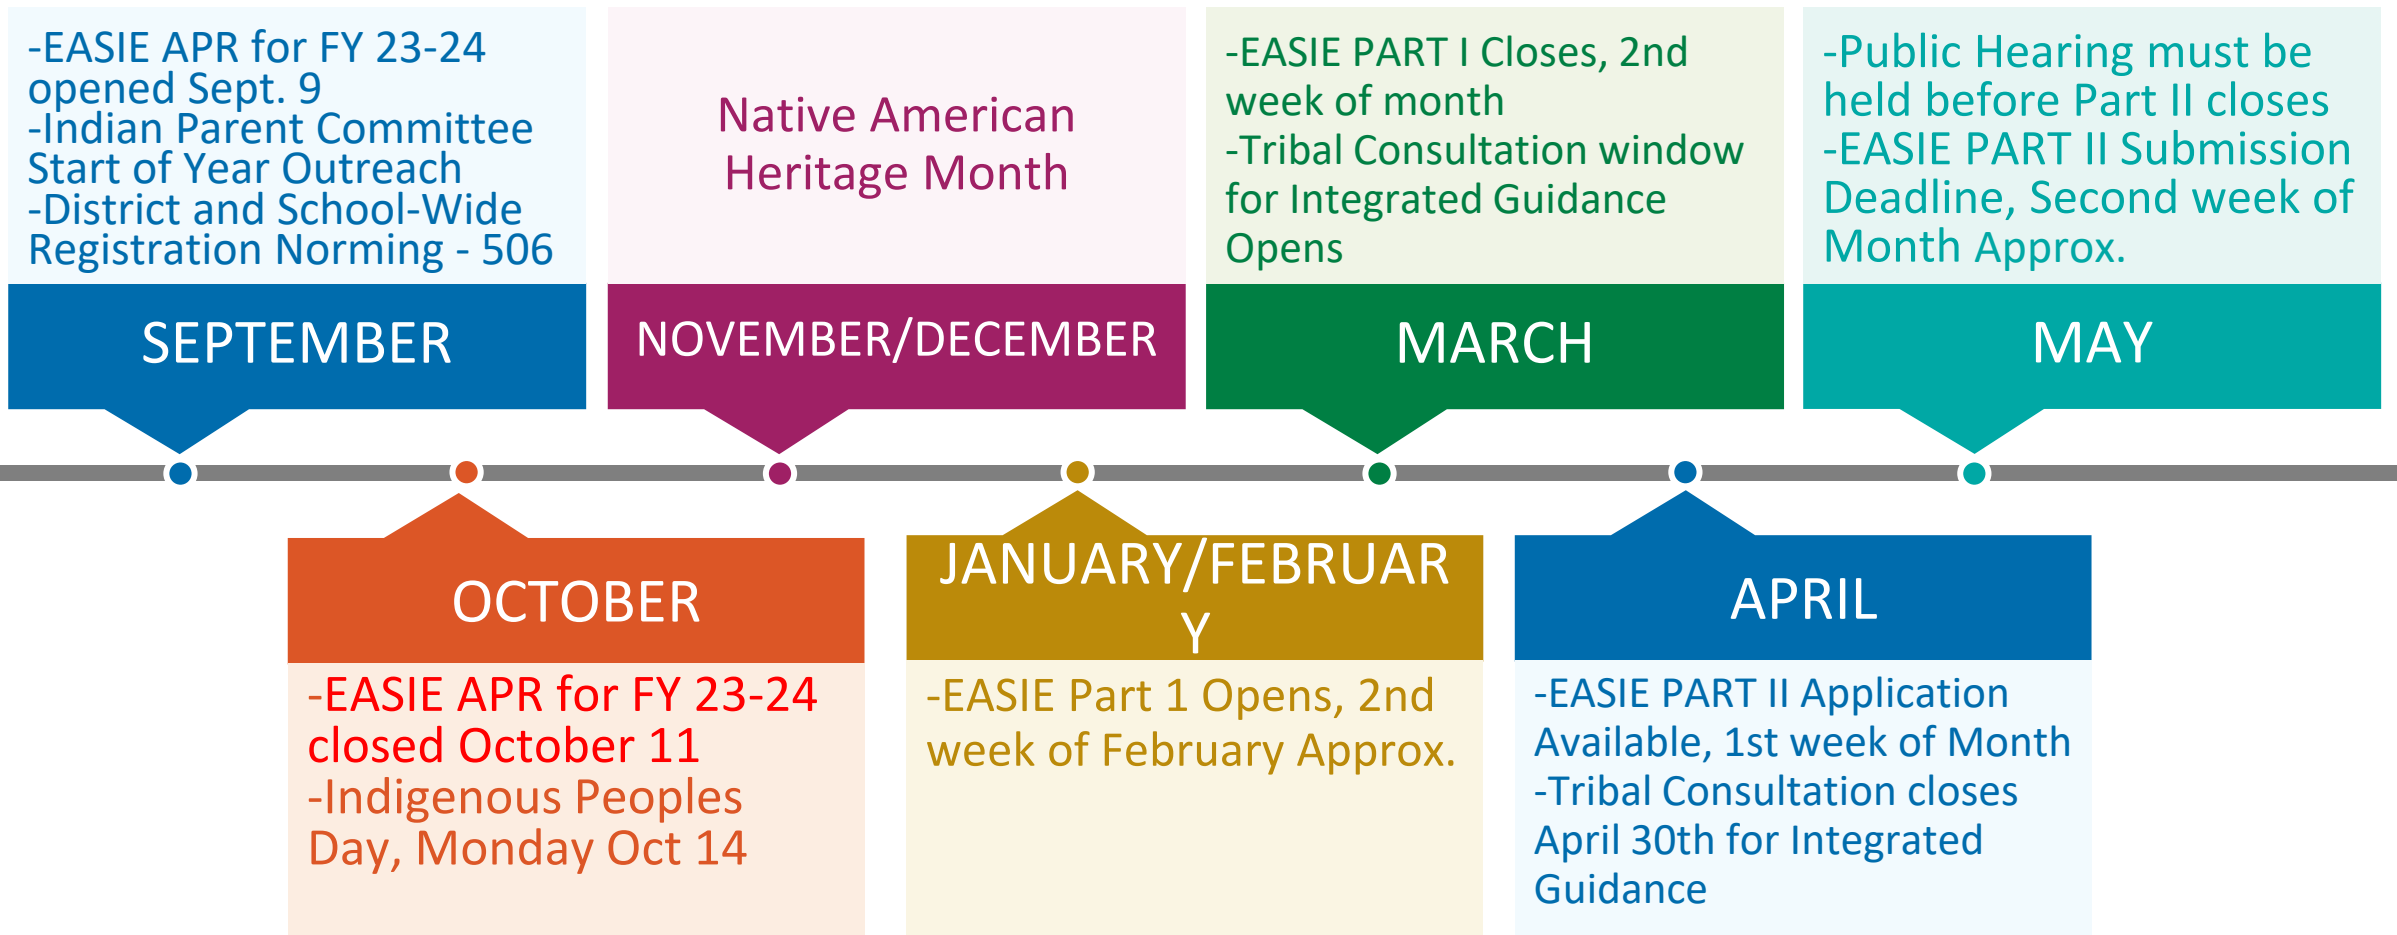 -EASIE APR for FY 23-24
opened Sept. 9
-Indian Parent Committee
Start of Year Outreach
-District and School-Wide
Registration Norming - 506
SEPTEMBER
Native American
Heritage Month
NOVEMBER/DECEMBER
-EASIE PART I Closes, 2nd
week of month
-Tribal Consultation window
for Integrated Guidance
Opens
MARCH
-Public Hearing must be
held before Part II closes
-EASIE PART II Submission
Deadline, Second week of
Month Approx.
MAY
OCTOBER
-EASIE APR for FY 23-24
closed October 11
-Indigenous Peoples
Day, Monday Oct 14
JANUARY/FEBRUAR
Y
-EASIE Part 1 Opens, 2nd
week of February Approx.
APRIL
-EASIE PART II Application
Available, 1st week of Month
-Tribal Consultation closes
April 30th for Integrated
Guidance